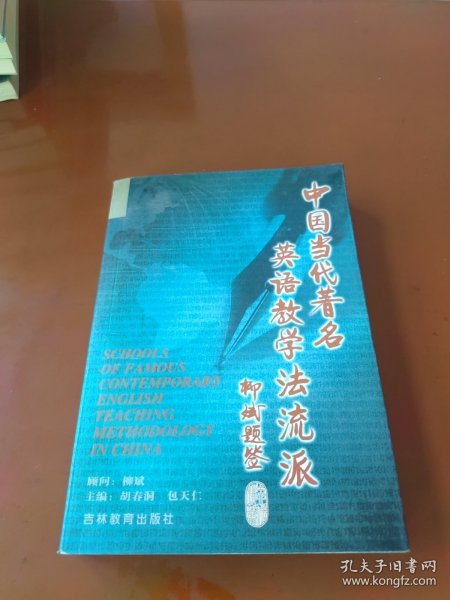 中国当代著名
英语教学法流派
柳斌题签
SCHOOLS
OF FAMOUS
CONTEMPORARY
ENGLISH
TEACHING
METHODOLOGY
IN CHINA
顾问：柳斌
主编：胡春洞 包天仁
吉林教育出版社
孔夫子旧书网
www.kongfz.com